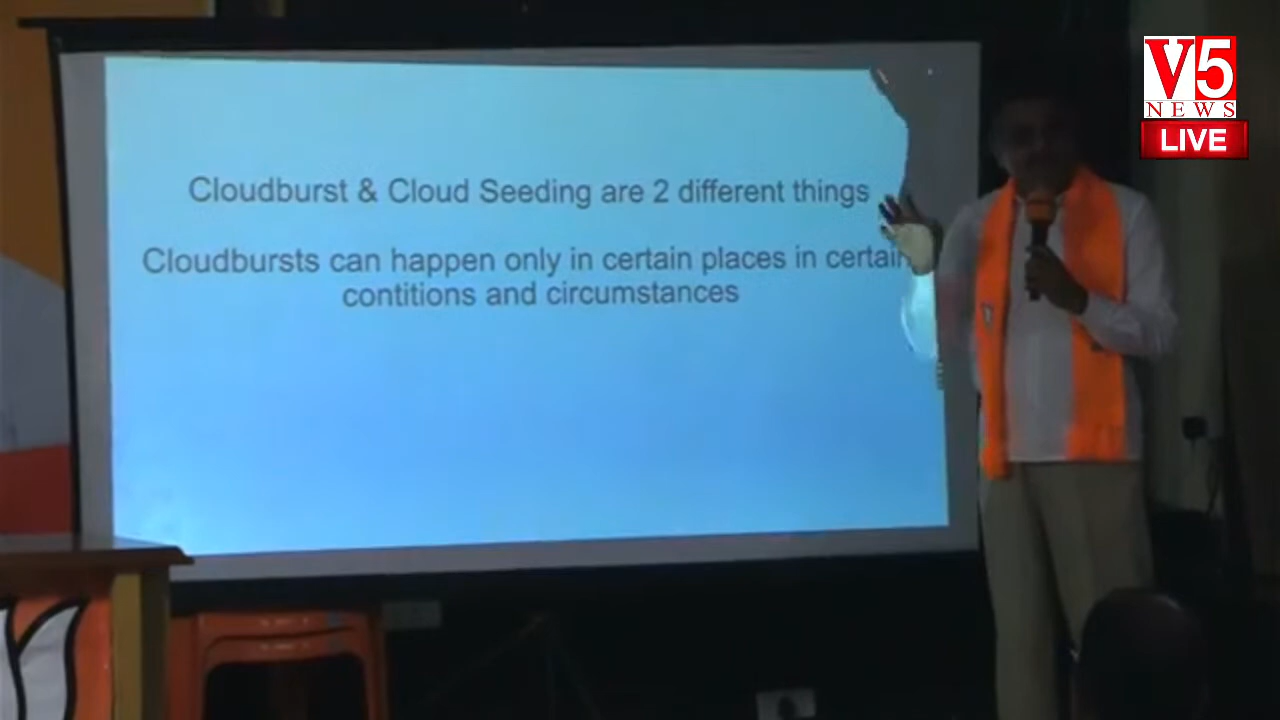 V5
NEWS
LIVE
Cloudburst & Cloud Seeding are 2 different things
Cloudbursts can happen only in certain places in certain
contitions and circumstances